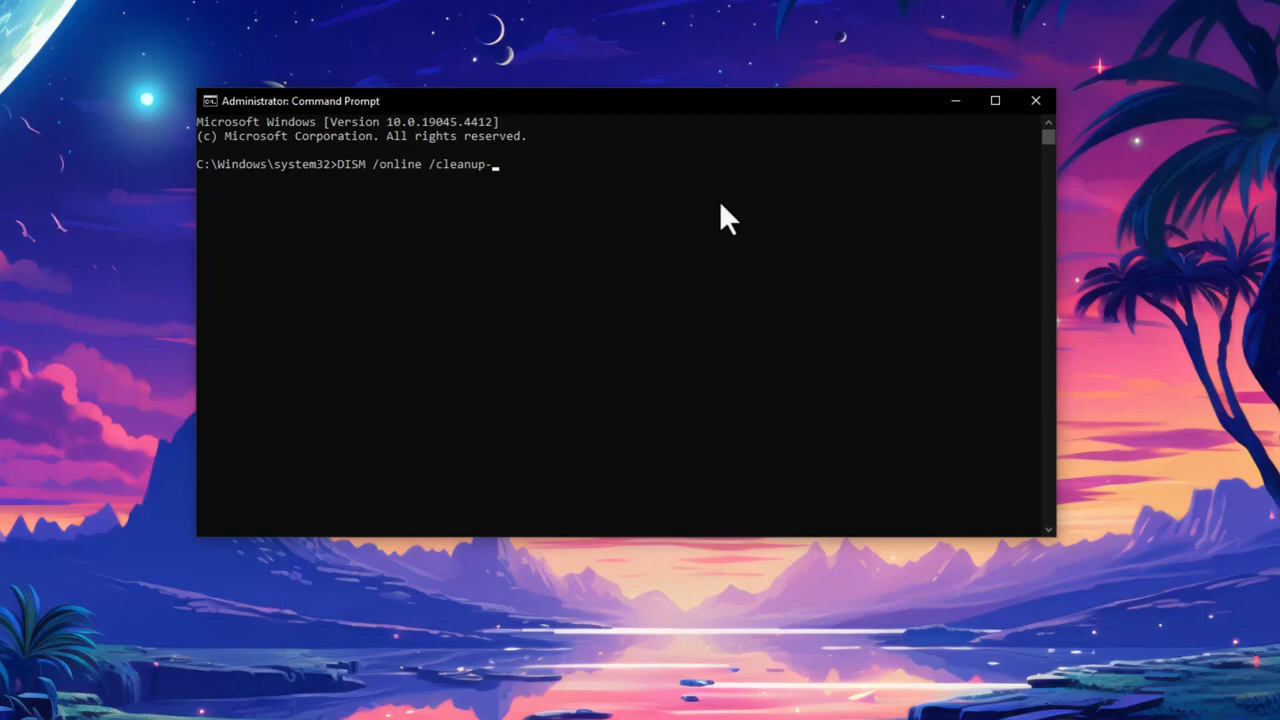 Administrator: Command Prompt
Microsoft Windows [Version 10.0.19045.4412]
(c) Microsoft Corporation. All rights reserved.
C:\Windows\system32>DISM /online /cleanup-